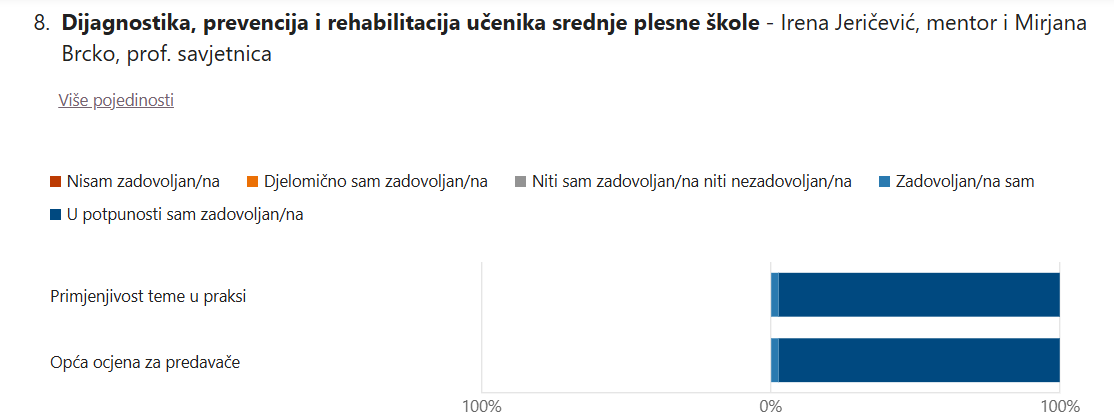 8. Dijagnostika, prevencija i rehabilitacija učenika srednje plesne škole - Irena Jeričević, mentor i Mirjana
Brcko, prof. savjetnica
Više pojedinosti
Nisam zadovoljan/na Djelomično sam zadovoljan/na Niti sam zadovoljan/na niti nezadovoljan/na Zadovoljan/na sam
U potpunosti sam zadovoljan/na
Primjenjivost teme u praksi
Opća ocjena za predavače
100% 0% 100%